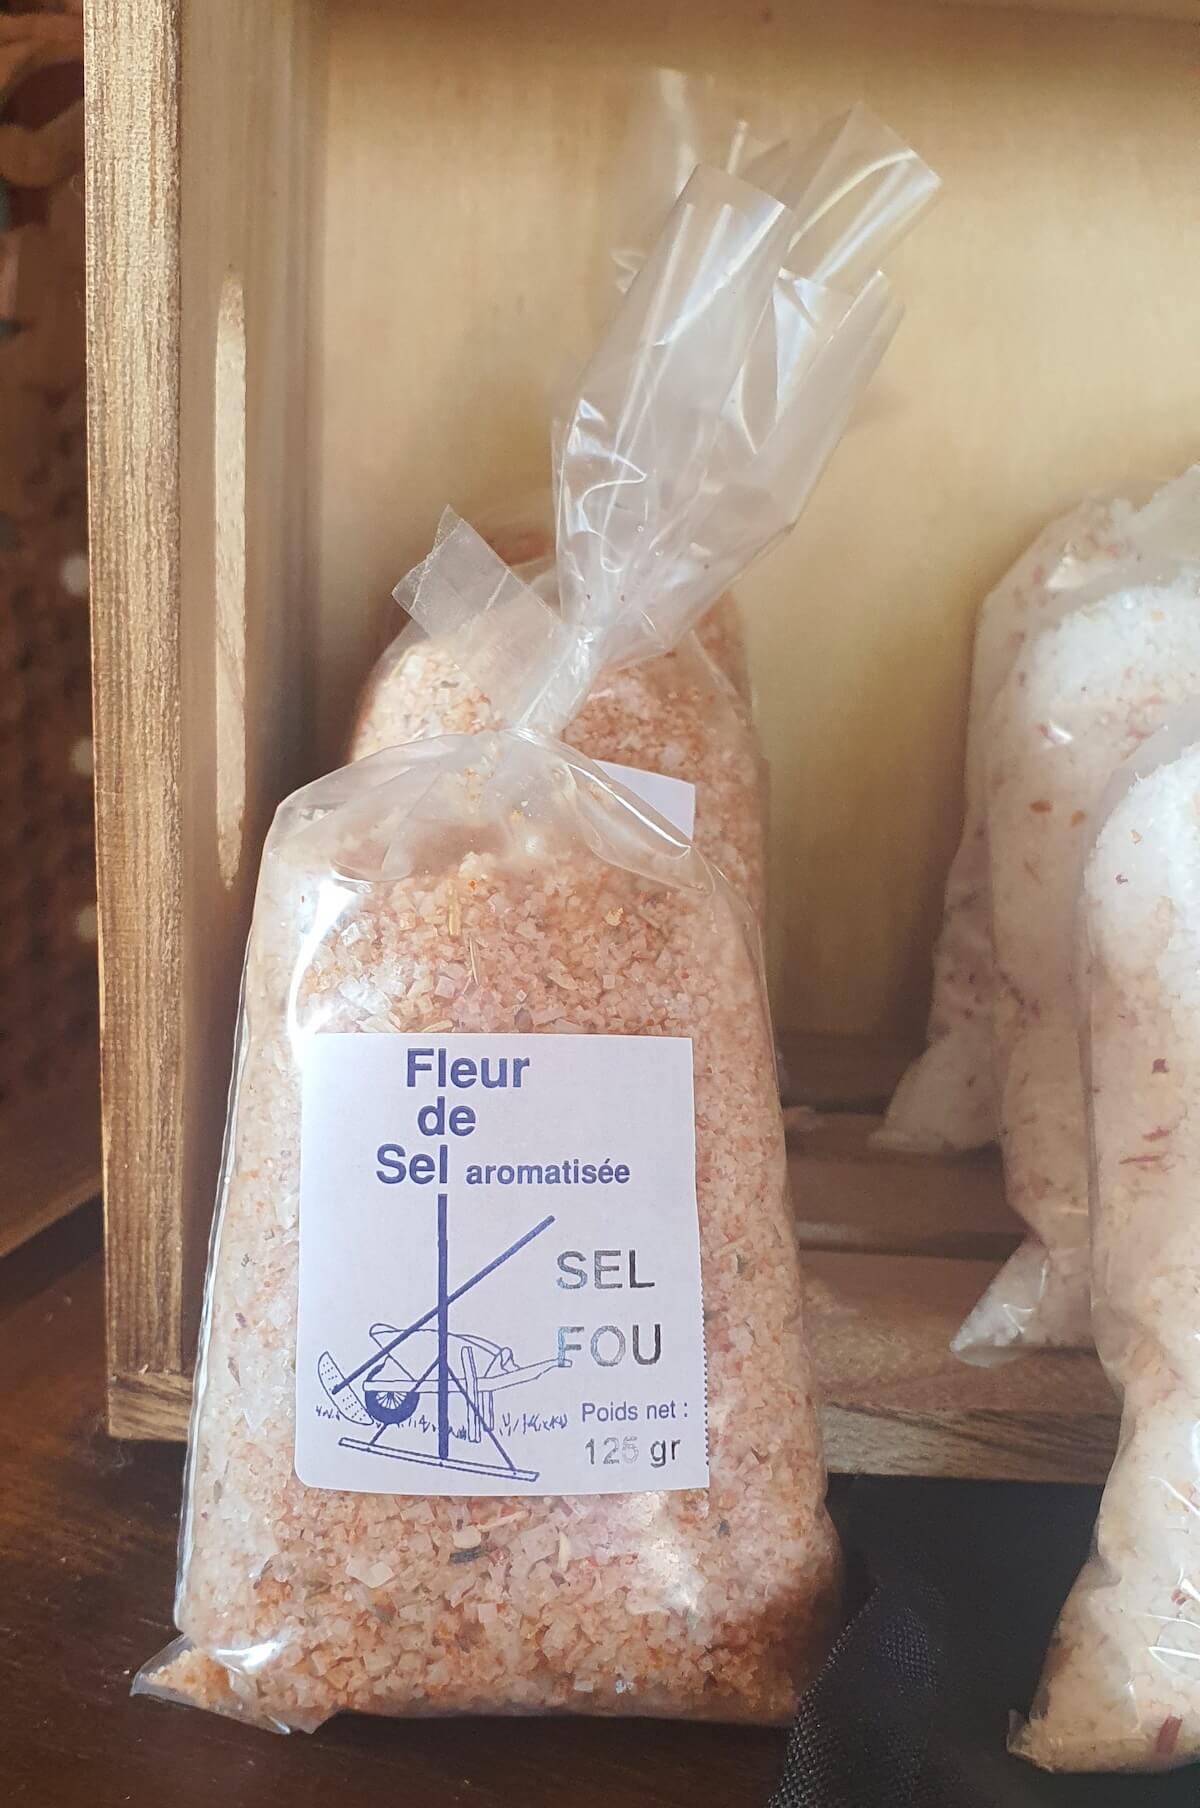 Fleur
de
Sel aromatisée
SEL
FOU
Poids net :
125 gr